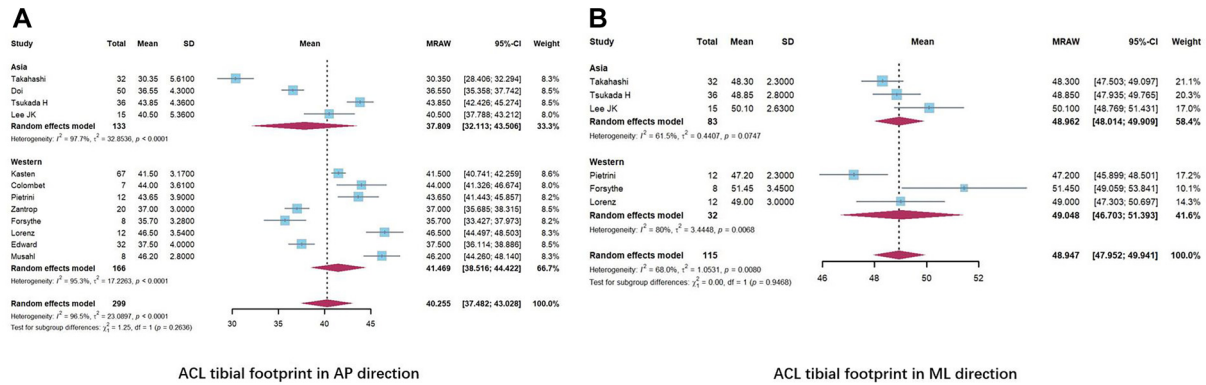 A
Study Total Mean SD Mean MRAW 95%-CI Weight
Asia
Takahashi 32 30.35 5.6100 30.350 [28.406; 32.294] 8.3%
Doi 50 36.55 4.3000 36.550 [35.358; 37.742] 8.5%
Tsukada H 36 43.85 4.3600 43.850 [42.426; 45.274] 8.5%
Lee JK 15 40.50 5.3600 40.500 [37.788; 43.212] 8.0%
Random effects model 133 37.809 [32.113; 43.506] 33.3%
Heterogeneity: I² = 97.7%, τ² = 32.8536, p < 0.0001
Western
Kasten 67 41.50 3.1700 41.500 [40.741; 42.259] 8.6%
Colombet 7 44.00 3.6100 44.000 [41.326; 46.674] 8.0%
Pietrini 12 43.65 3.9000 43.650 [41.443; 45.857] 8.2%
Zantrop 20 37.00 3.0000 37.000 [35.685; 38.315] 8.5%
Forsythe 8 35.70 3.2800 35.700 [33.427; 37.973] 8.2%
Lorenz 12 46.50 3.5400 46.500 [44.497; 48.503] 8.3%
Edward 32 37.50 4.0000 37.500 [36.114; 38.886] 8.5%
Musahl 8 46.20 2.8000 46.200 [44.260; 48.140] 8.3%
Random effects model 166 41.469 [38.516; 44.422] 66.7%
Heterogeneity: I² = 95.3%, τ² = 17.2263, p < 0.0001
Random effects model 299 40.255 [37.482; 43.028] 100.0%
Heterogeneity: I² = 96.5%, τ² = 23.0897, p < 0.0001
Test for subgroup differences: χ²₁ = 1.25, df = 1 (p = 0.2636)
30 35 40 45
ACL tibial footprint in AP direction
B
Study Total Mean SD Mean MRAW 95%-CI Weight
Asia
Takahashi 32 48.30 2.3000 48.300 [47.503; 49.097] 21.1%
Tsukada H 36 48.85 2.8000 48.850 [47.935; 49.765] 20.3%
Lee JK 15 50.10 2.6300 50.100 [48.769; 51.431] 17.0%
Random effects model 83 48.962 [48.014; 49.909] 58.4%
Heterogeneity: I² = 61.5%, τ² = 0.4407, p = 0.0747
Western
Pietrini 12 47.20 2.3000 47.200 [45.899; 48.501] 17.2%
Forsythe 8 51.45 3.4500 51.450 [49.059; 53.841] 10.1%
Lorenz 12 49.00 3.0000 49.000 [47.303; 50.697] 14.3%
Random effects model 32 49.048 [46.703; 51.393] 41.6%
Heterogeneity: I² = 80%, τ² = 3.4448, p = 0.0068
Random effects model 115 48.947 [47.952; 49.941] 100.0%
Heterogeneity: I² = 68.0%, τ² = 1.0531, p = 0.0080
Test for subgroup differences: χ²₁ = 0.00, df = 1 (p = 0.9468)
46 48 50 52
ACL tibial footprint in ML direction